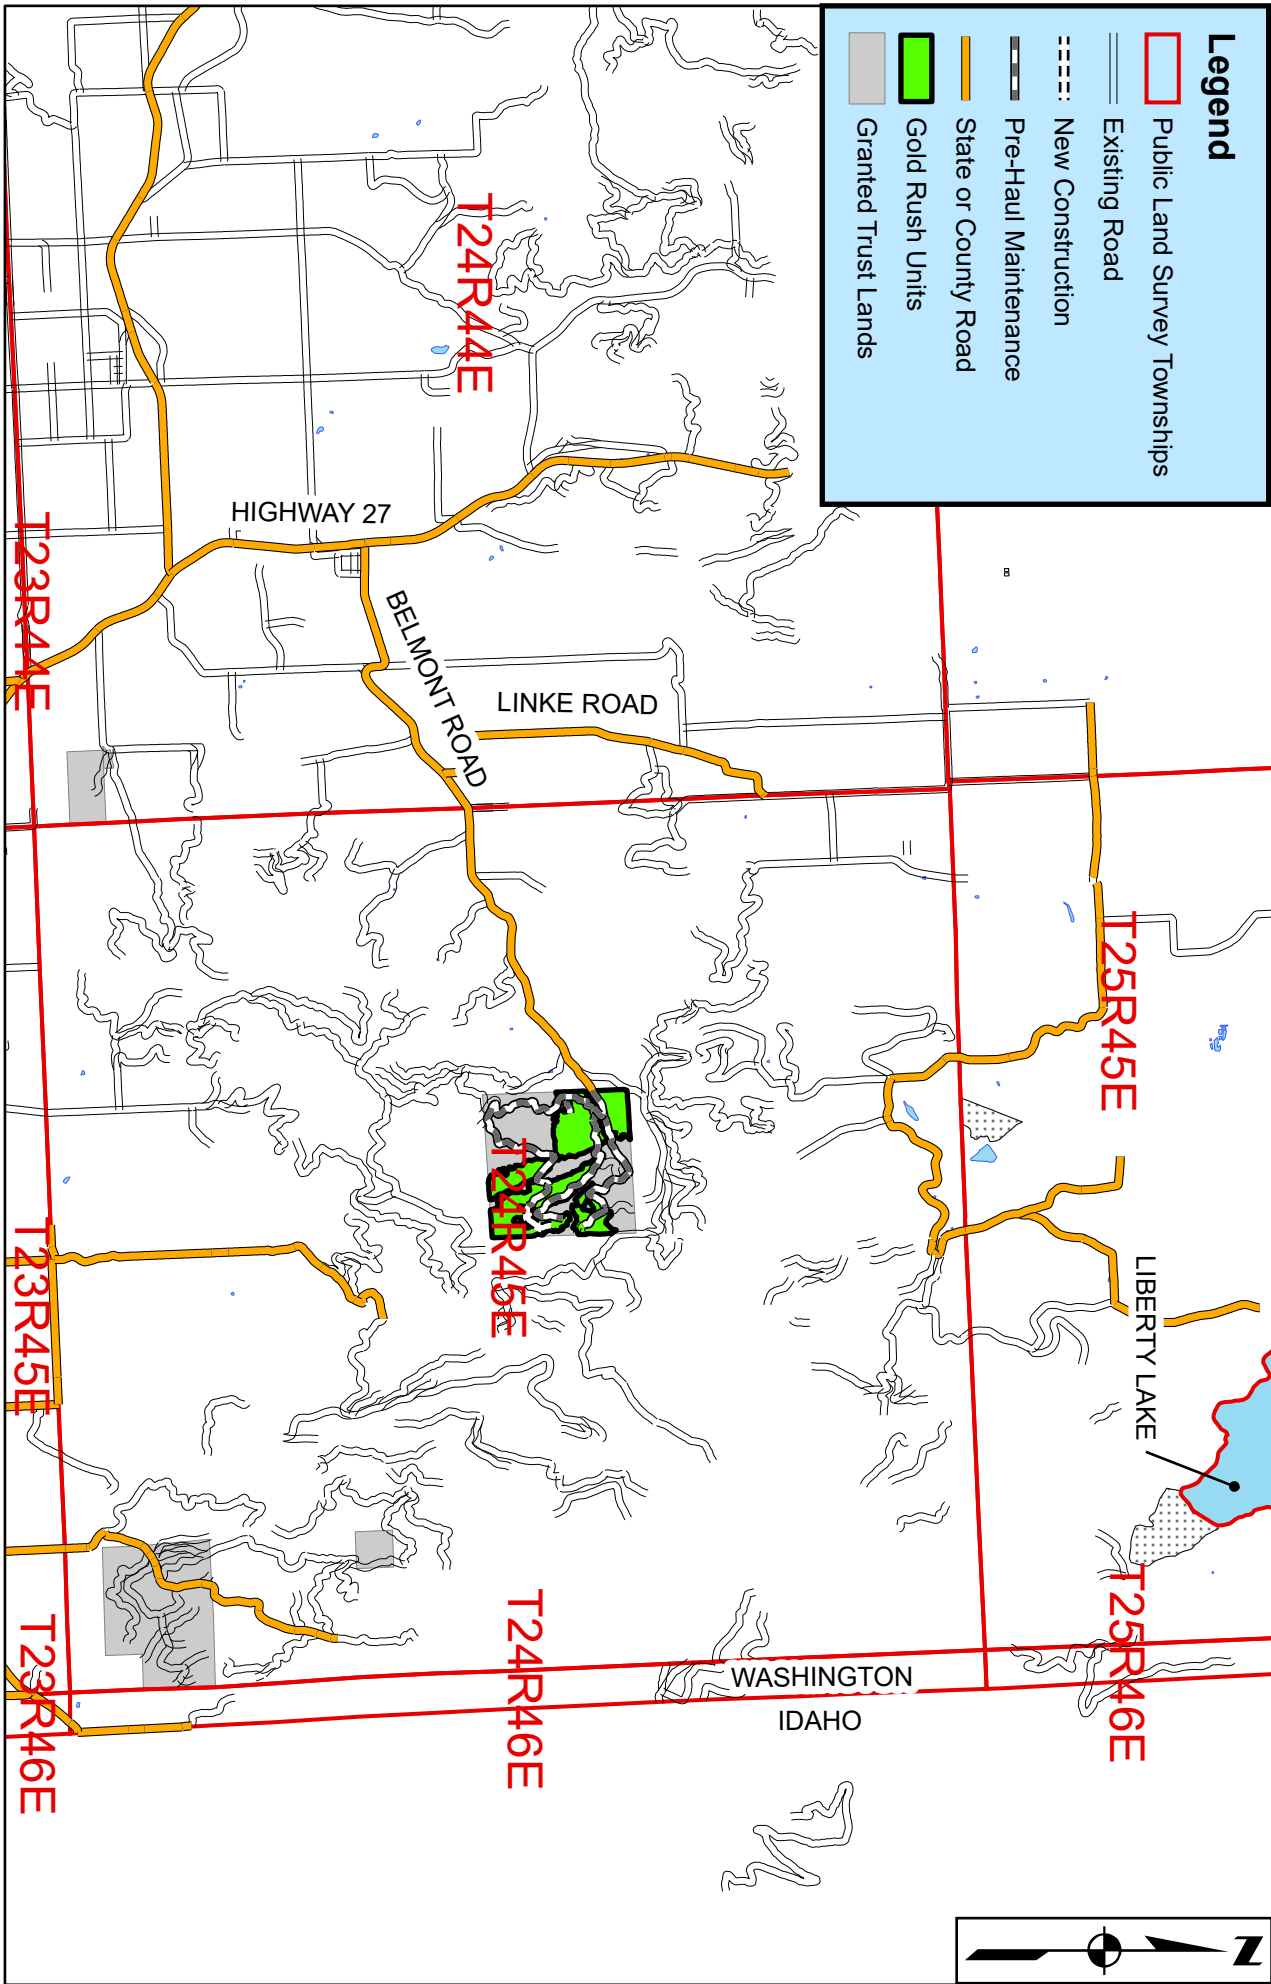 Legend
Public Land Survey Townships
Existing Road
New Construction
Pre-Haul Maintenance
State or County Road
Gold Rush Units
Granted Trust Lands
T25R45E
T25R46E
LIBERTY LAKE
T24R44E
T24R45E
T24R46E
HIGHWAY 27
BELMONT ROAD
LINKE ROAD
WASHINGTON
IDAHO
T23R44E
T23R45E
T23R46E
N